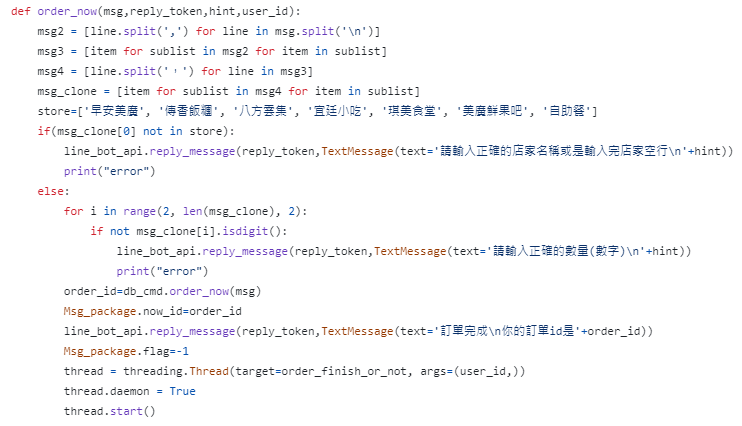 def order_now(msg,reply_token,hint,user_id):
    msg2 = [line.split(',') for line in msg.split('\n')]
    msg3 = [item for sublist in msg2 for item in sublist]
    msg4 = [line.split('，') for line in msg3]
    msg_clone = [item for sublist in msg4 for item in sublist]
    store=['早安美廣', '傳香飯糰', '八方雲集', '宜廷小吃', '琪美食堂', '美廣鮮果吧', '自助餐']
    if(msg_clone[0] not in store):
        line_bot_api.reply_message(reply_token,TextMessage(text='請輸入正確的店家名稱或是輸入完店家空行\n'+hint))
        print("error")
    else:
        for i in range(2, len(msg_clone), 2):
            if not msg_clone[i].isdigit():
                line_bot_api.reply_message(reply_token,TextMessage(text='請輸入正確的數量(數字)\n'+hint))
                print("error")
        order_id=db_cmd.order_now(msg)
        Msg_package.now_id=order_id
        line_bot_api.reply_message(reply_token,TextMessage(text='訂單完成\n你的訂單id是'+order_id))
        Msg_package.flag=-1
        thread = threading.Thread(target=order_finish_or_not, args=(user_id,))
        thread.daemon = True
        thread.start()